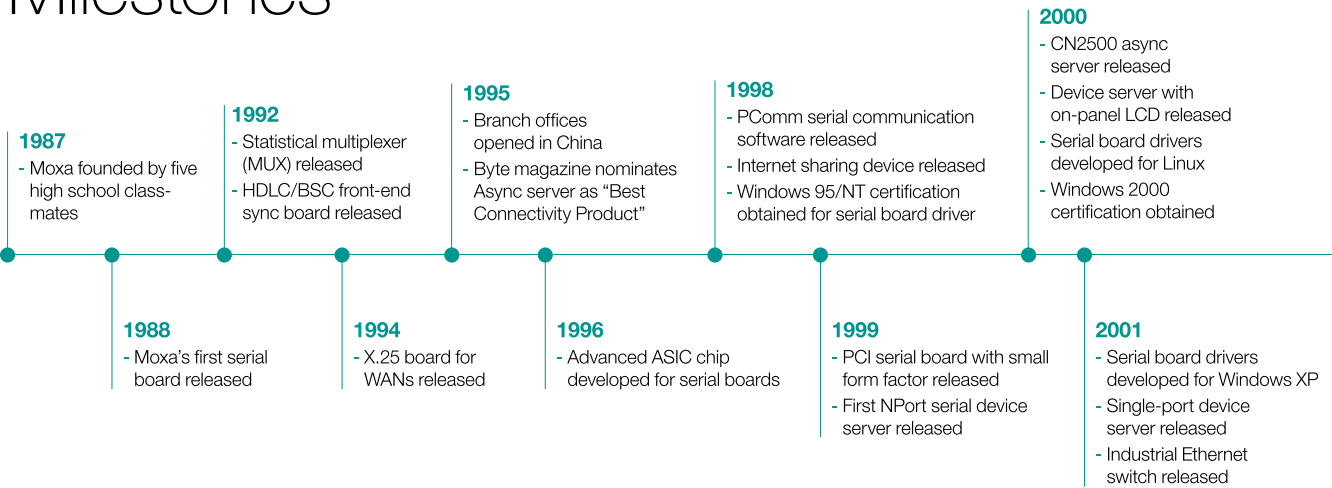 Milestones
1987
- Moxa founded by five
high school class-
mates
1988
- Moxa's first serial
board released
1992
- Statistical multiplexer
(MUX) released
- HDLC/BSC front-end
sync board released
1994
- X.25 board for
WANs released
1995
- Branch offices
opened in China
- Byte magazine nominates
Async server as “Best
Connectivity Product”
1996
- Advanced ASIC chip
developed for serial boards
1998
- PComm serial communication
software released
- Internet sharing device released
- Windows 95/NT certification
obtained for serial board driver
1999
- PCI serial board with small
form factor released
- First NPort serial device
server released
2000
- CN2500 async
server released
- Device server with
on-panel LCD released
- Serial board drivers
developed for Linux
- Windows 2000
certification obtained
2001
- Serial board drivers
developed for Windows XP
- Single-port device
server released
- Industrial Ethernet
switch released